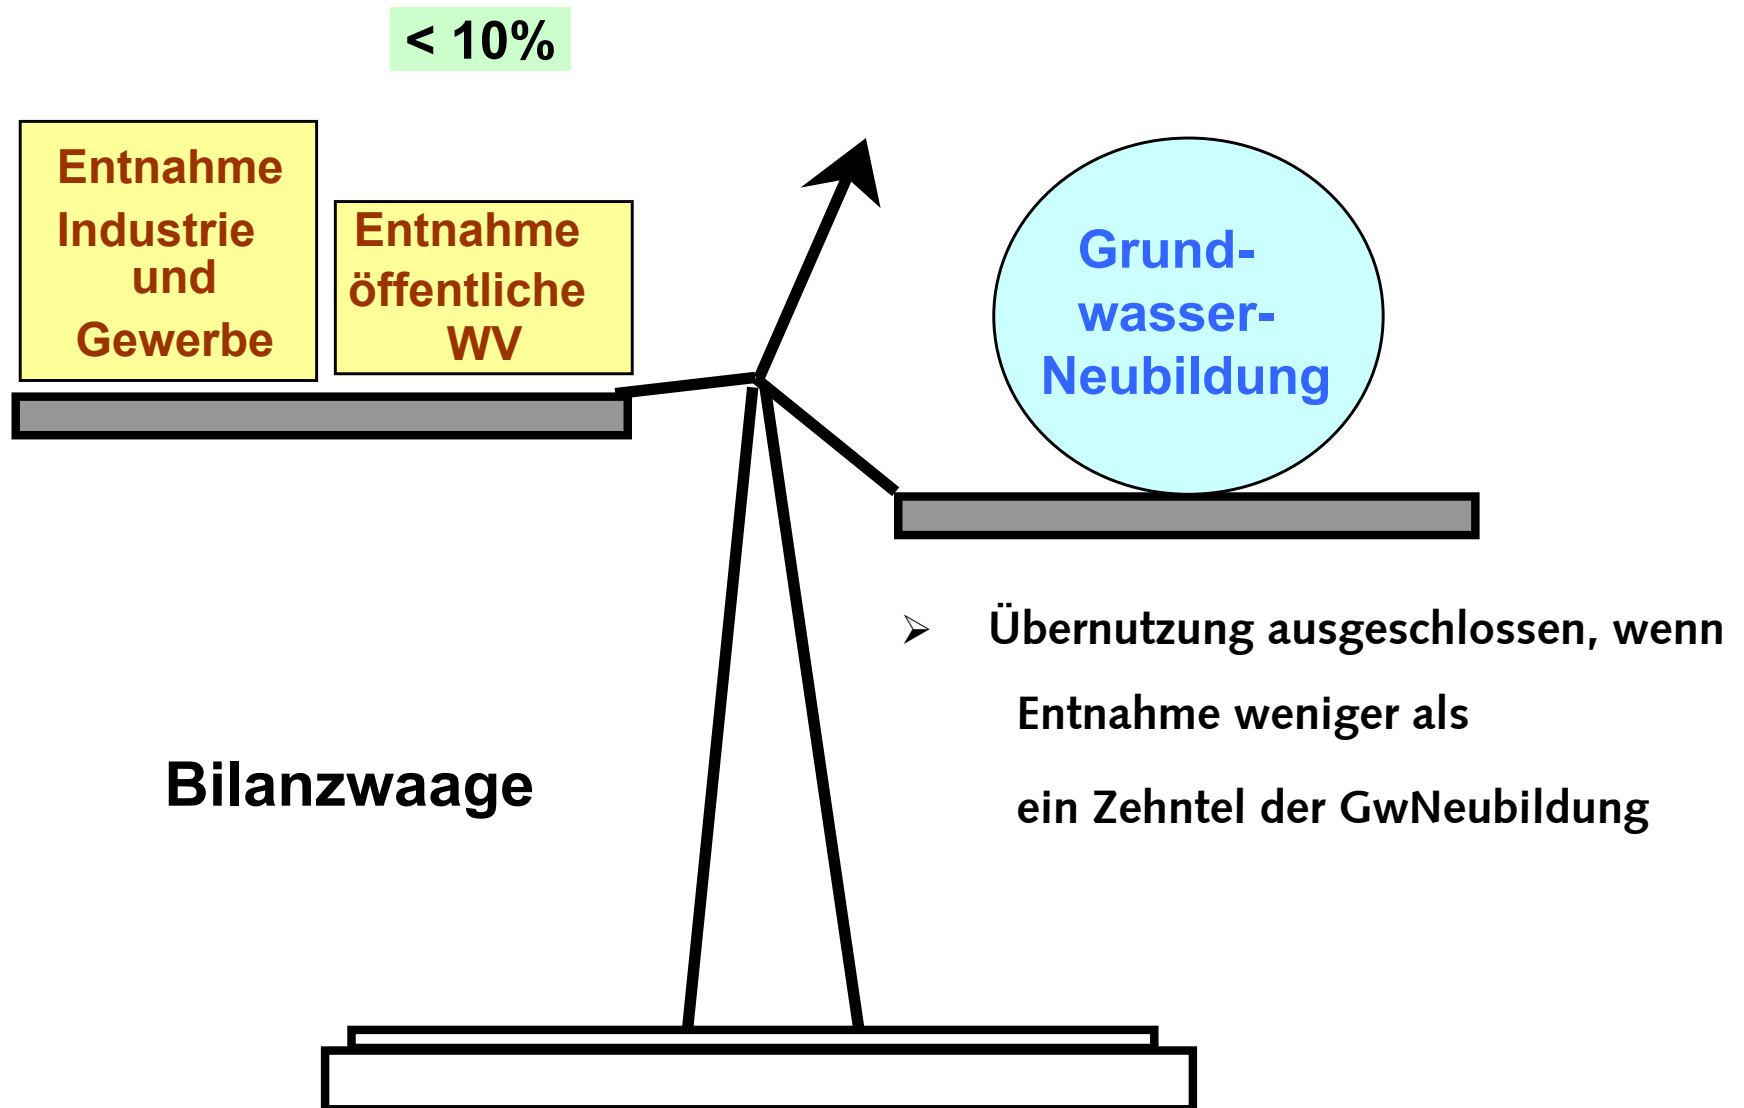 < 10%
Entnahme
Industrie
und
Gewerbe
Entnahme
öffentliche
WV
Grund-
wasser-
Neubildung
➢ Übernutzung ausgeschlossen, wenn
Entnahme weniger als
ein Zehntel der GwNeubildung
Bilanzwaage